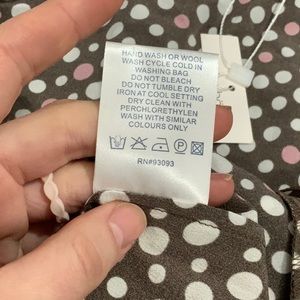 HAND WASH OR WOOL
WASH CYCLE COLD IN
WASHING BAG
DO NOT BLEACH
DO NOT TUMBLE DRY
IRON AT COOL SETTING
DRY CLEAN WITH
PERCHLORETHYLEN
WASH WITH SIMILAR
COLOURS ONLY
P
RN#93093